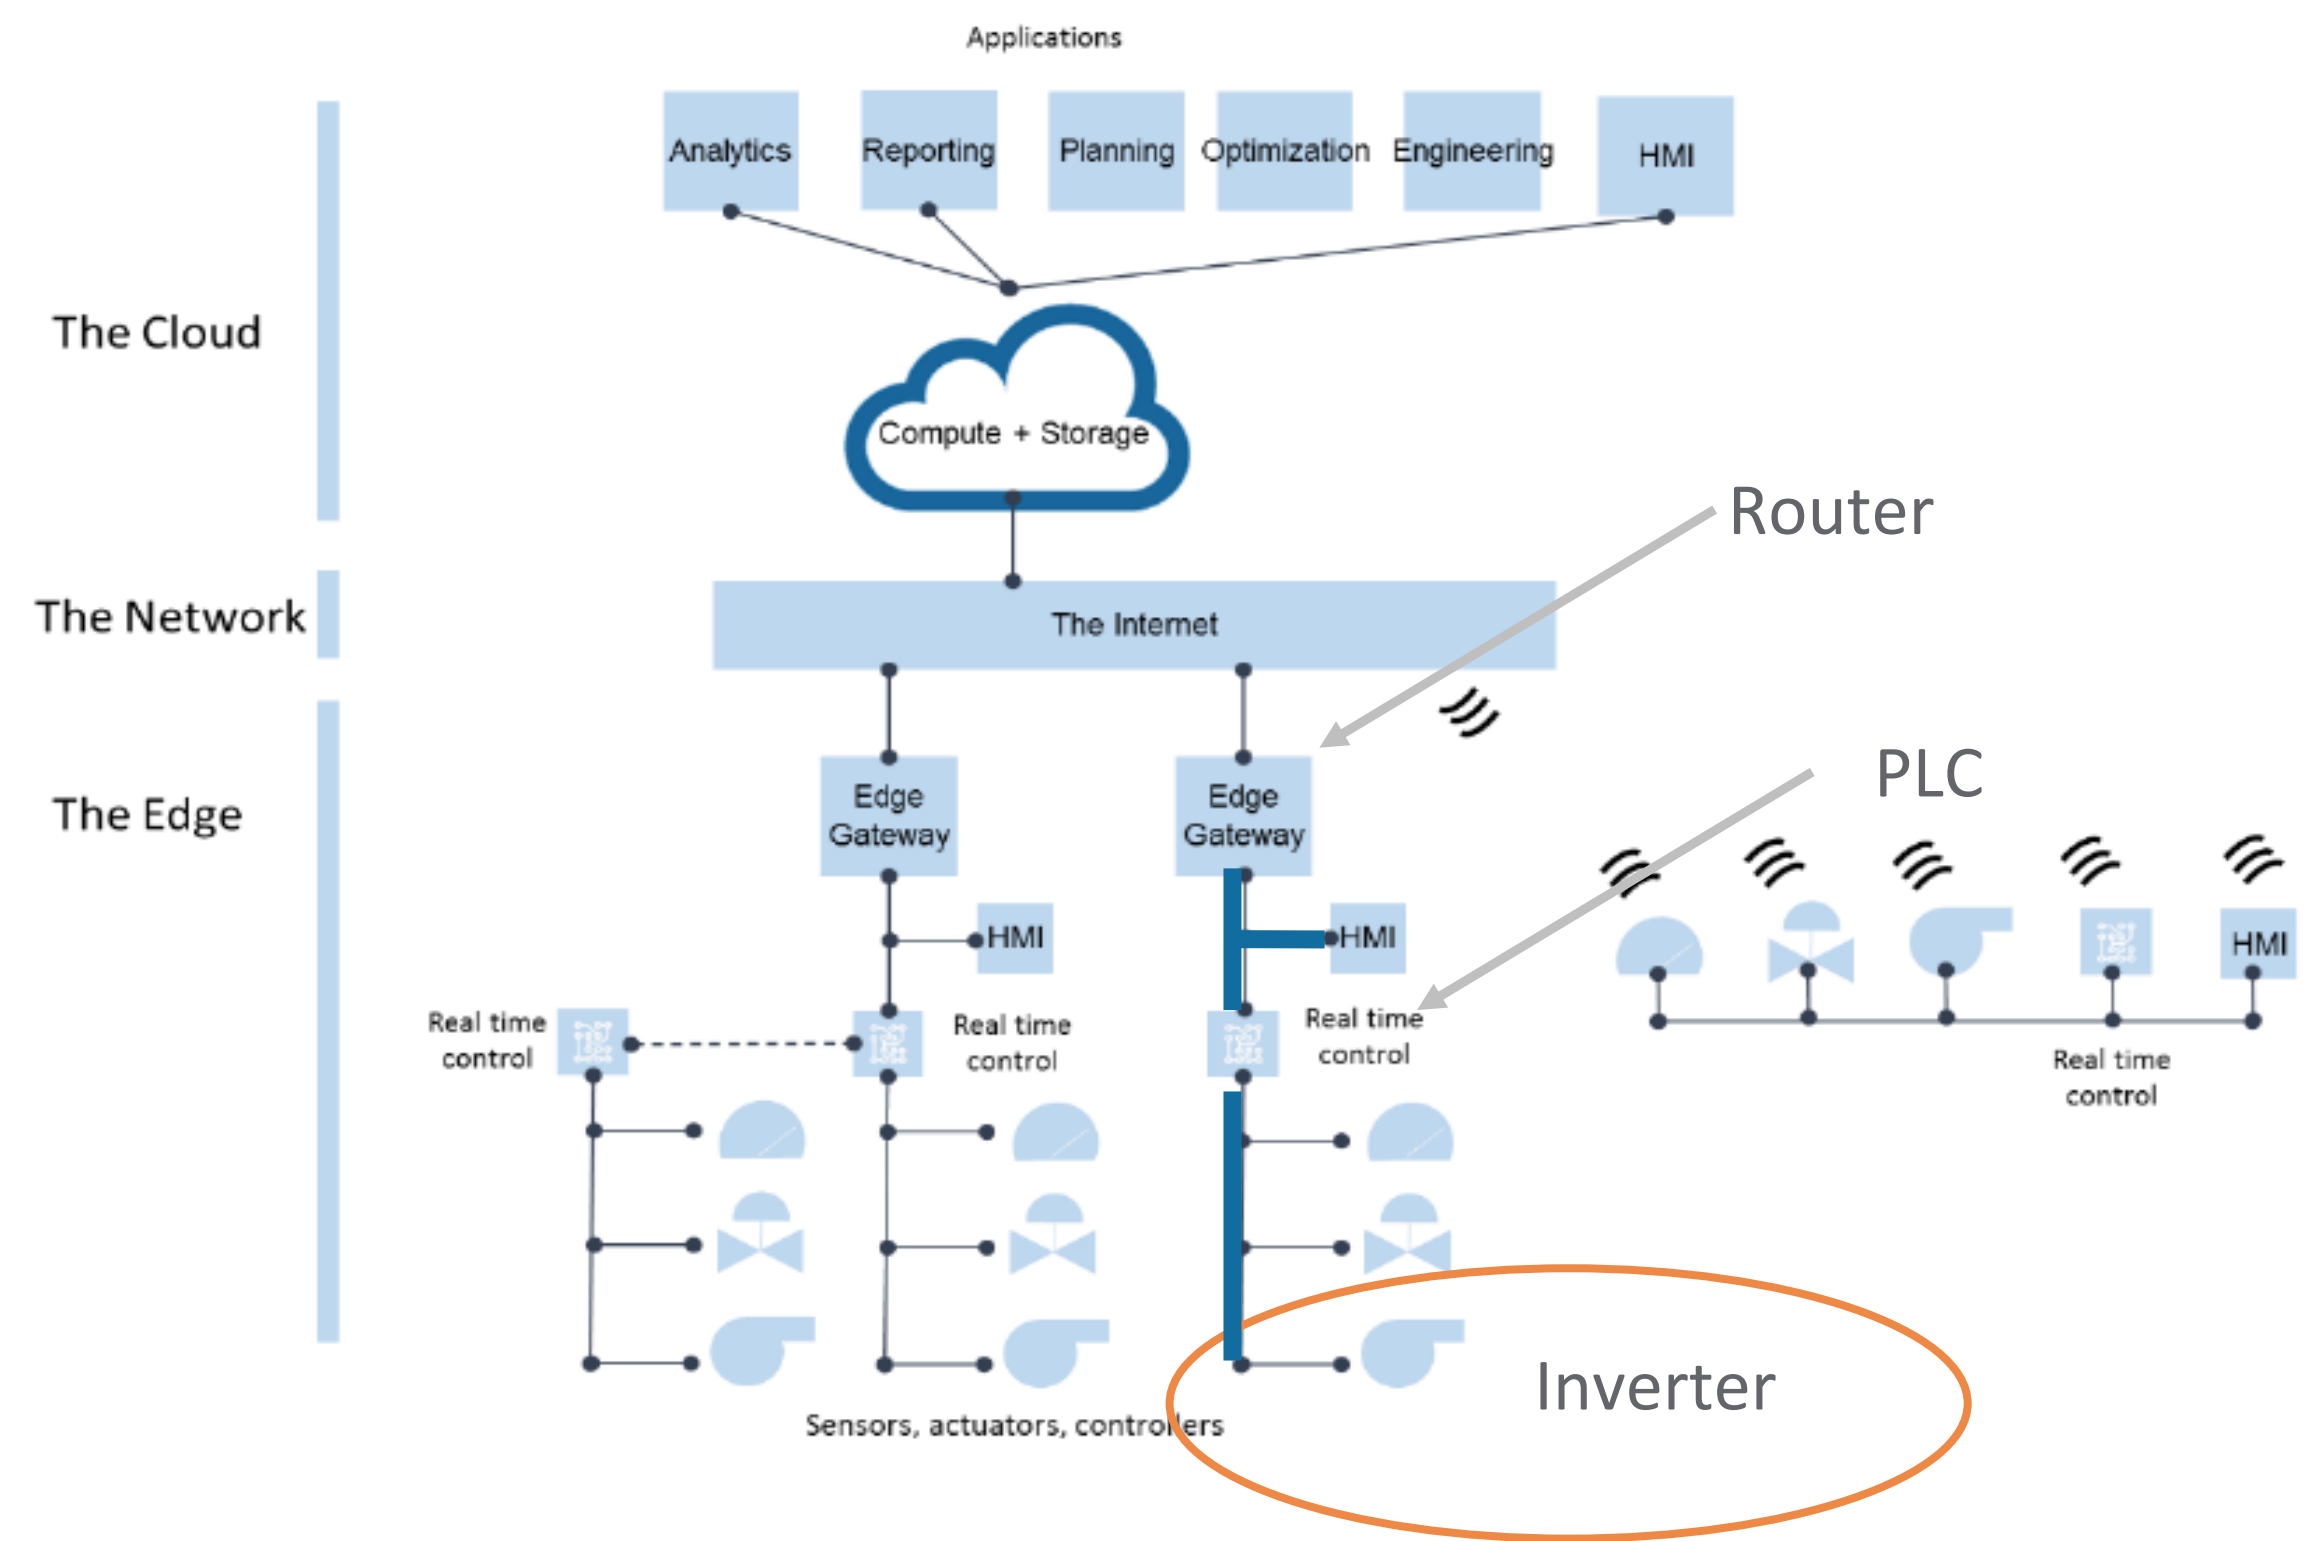 Applications
Analytics
Reporting
Planning
Optimization
Engineering
HMI
The Cloud
Compute + Storage
Router
The Network
The Internet
PLC
The Edge
Edge
Gateway
Edge
Gateway
HMI
HMI
HMI
Real time
control
Real time
control
Real time
control
Real time
control
Inverter
Sensors, actuators, controllers